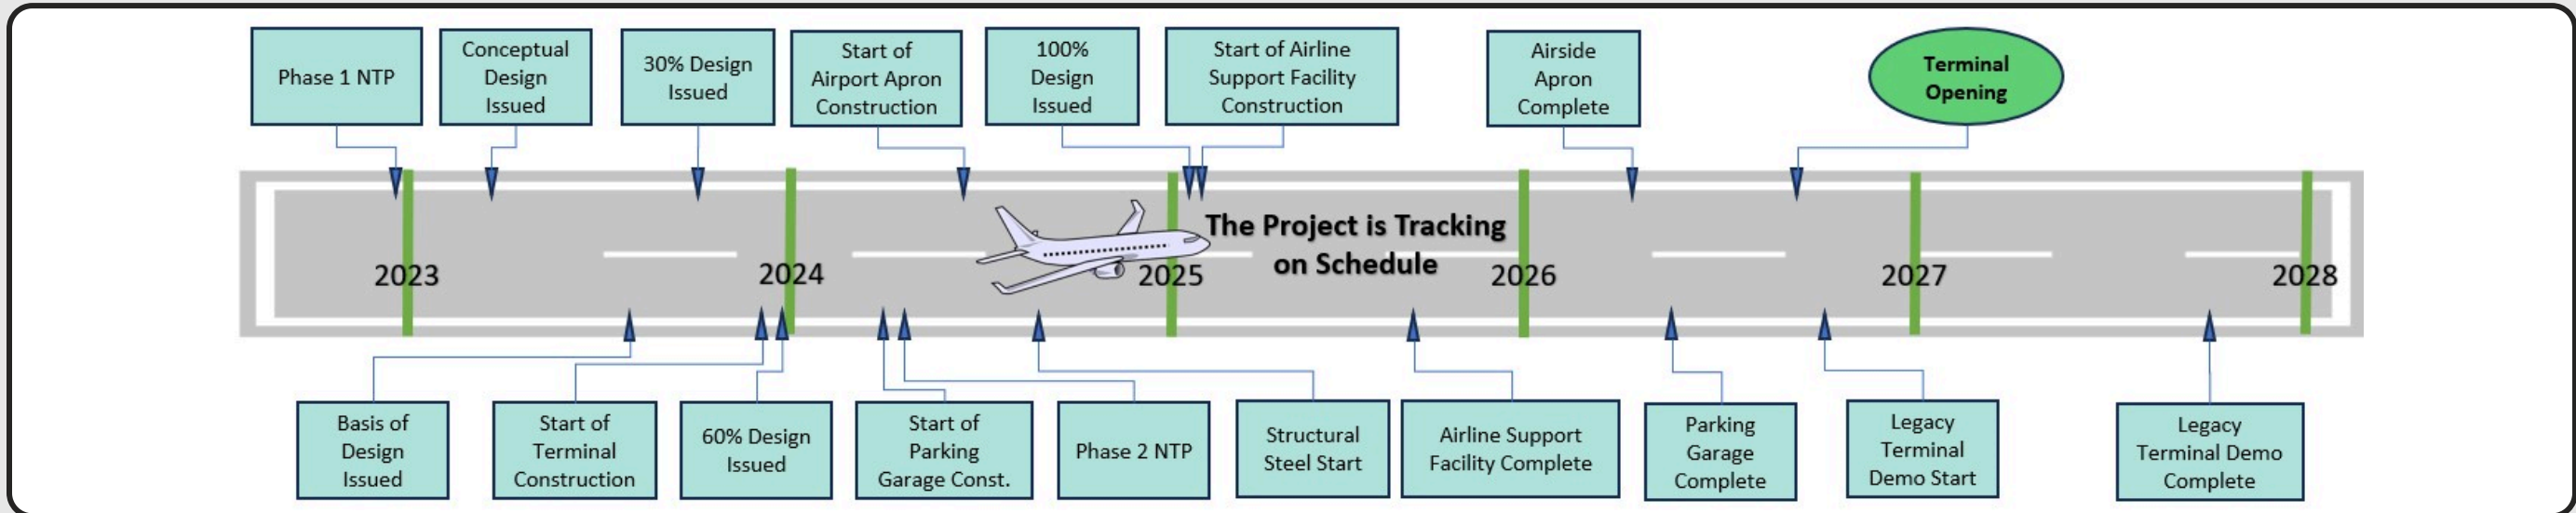 Phase 1 NTP
Conceptual
Design
Issued
30% Design
Issued
Start of
Airport Apron
Construction
100%
Design
Issued
Start of Airline
Support Facility
Construction
Airside
Apron
Complete
Terminal
Opening
The Project is Tracking
on Schedule
2023
2024
2025
2026
2027
2028
Basis of
Design
Issued
Start of
Terminal
Construction
60% Design
Issued
Start of
Parking
Garage Const.
Phase 2 NTP
Structural
Steel Start
Airline Support
Facility Complete
Parking
Garage
Complete
Legacy
Terminal
Demo Start
Legacy
Terminal Demo
Complete